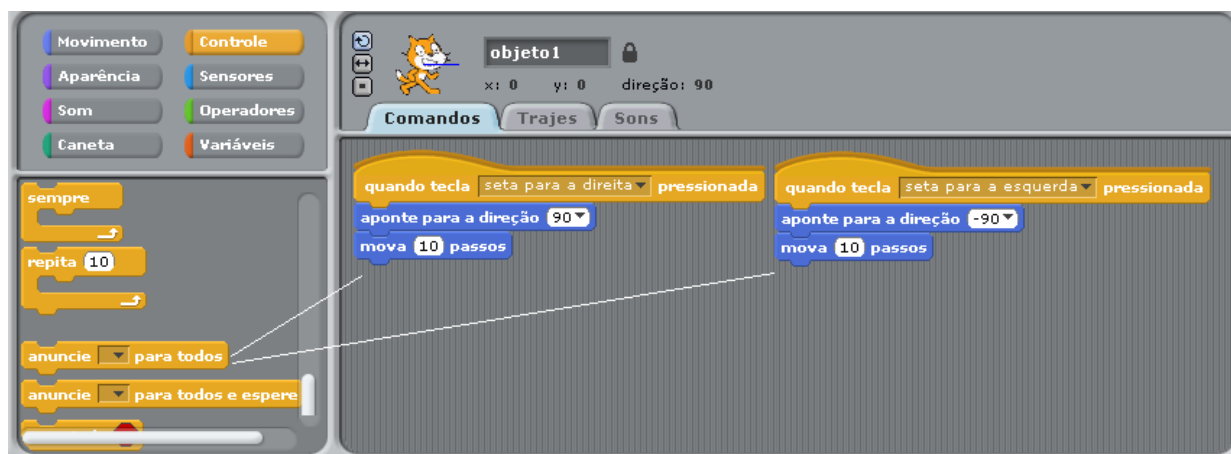 Movimento Controle
Aparência Sensores
Som Operadores
Caneta Variáveis
sempre
repita 10
anuncie para todos
anuncie para todos e espere
objeto1
x: 0 y: 0 direção: 90
Comandos Trajes Sons
quando tecla seta para a direita pressionada
aponte para a direção 90
mova 10 passos
quando tecla seta para a esquerda pressionada
aponte para a direção -90
mova 10 passos